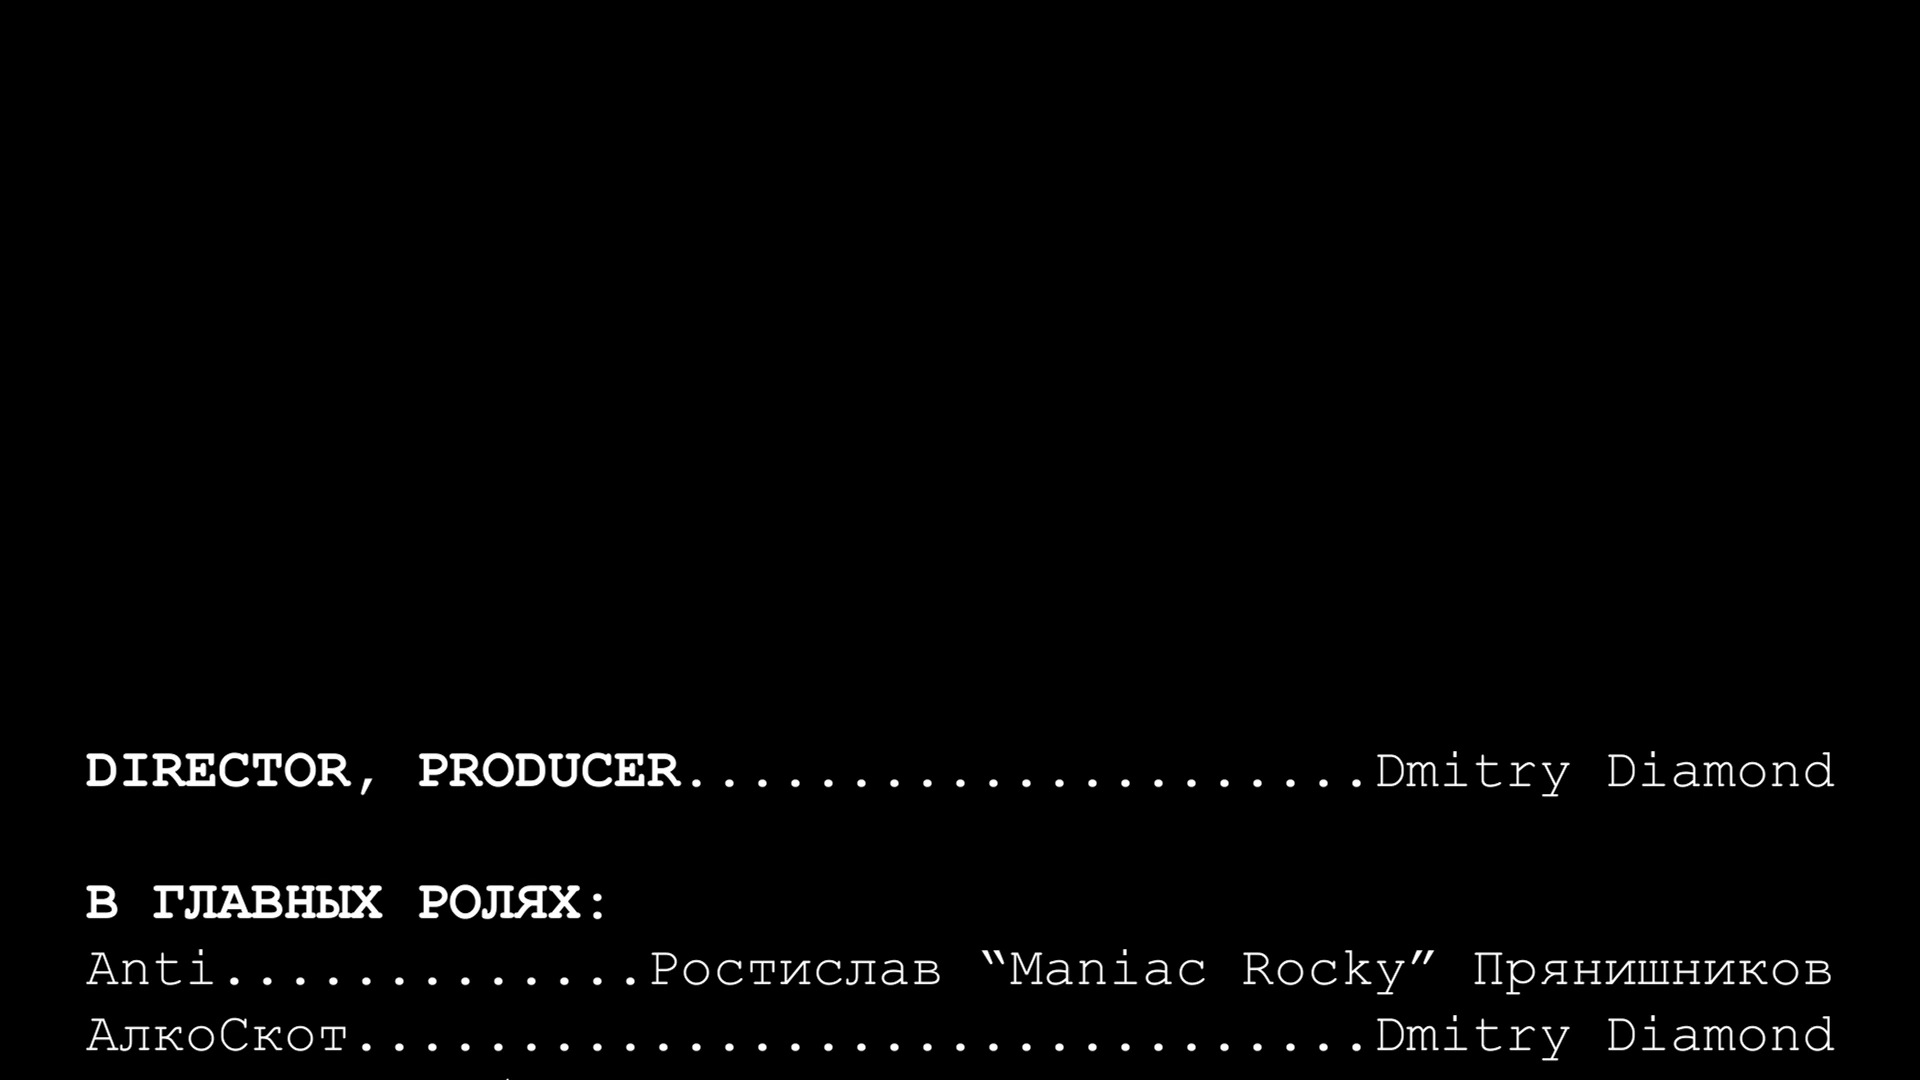 DIRECTOR, PRODUCER.....................Dmitry Diamond
В ГЛАВНЫХ РОЛЯХ:
Anti.............Ростислав “Maniac Rocky” Прянишников
АлкоСкот...............................Dmitry Diamond